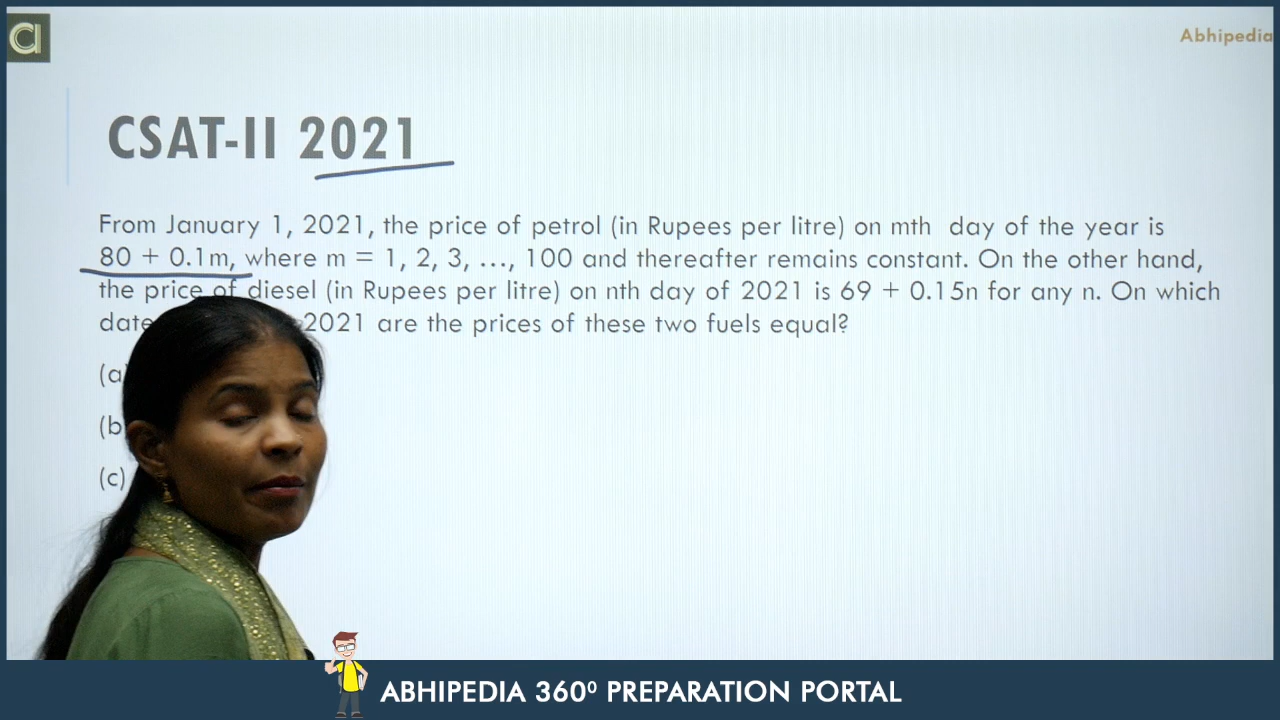 CI
Abhipedia
CSAT-II 2021
From January 1, 2021, the price of petrol (in Rupees per litre) on mth day of the year is
80 + 0.1m, where m = 1, 2, 3, ..., 100 and thereafter remains constant. On the other hand,
the price of diesel (in Rupees per litre) on nth day of 2021 is 69 + 0.15n for any n. On which
date 2021 are the prices of these two fuels equal?
(a)
(b
(c)
ABHIPEDIA 360⁰ PREPARATION PORTAL